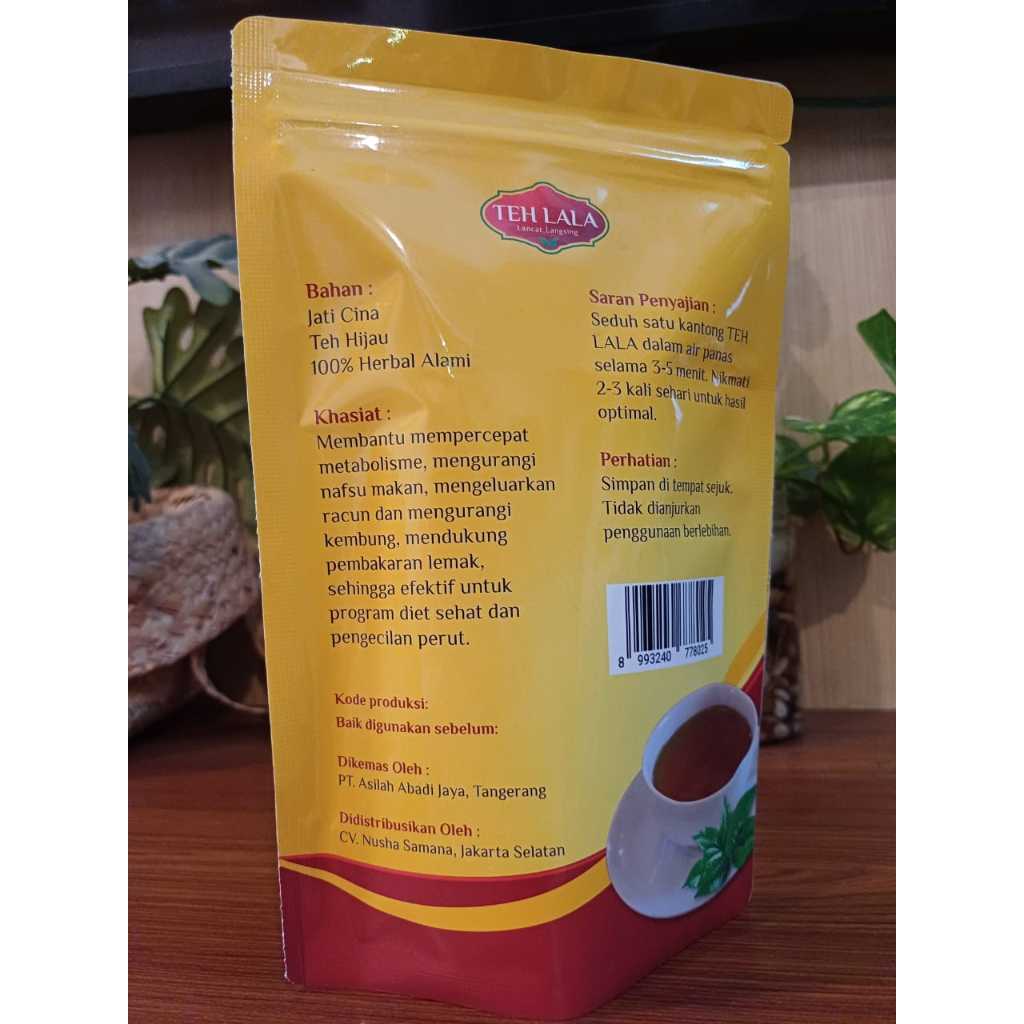 TEH LALA
Lancar Langsing
Bahan :
Jati Cina
Teh Hijau
100% Herbal Alami
Khasiat :
Membantu mempercepat
metabolisme, mengurangi
nafsu makan, mengeluarkan
racun dan mengurangi
kembung, mendukung
pembakaran lemak,
sehingga efektif untuk
program diet sehat dan
pengecilan perut.
Kode produksi:
Baik digunakan sebelum:
Dikemas Oleh :
PT. Asilah Abadi Jaya, Tangerang
Didistribusikan Oleh :
CV. Nusha Samana, Jakarta Selatan
Saran Penyajian :
Seduh satu kantong TEH
LALA dalam air panas
selama 3-5 menit. Nikmati
2-3 kali sehari untuk hasil
optimal.
Perhatian :
Simpan di tempat sejuk.
Tidak dianjurkan
penggunaan berlebihan.
8 993240 778025